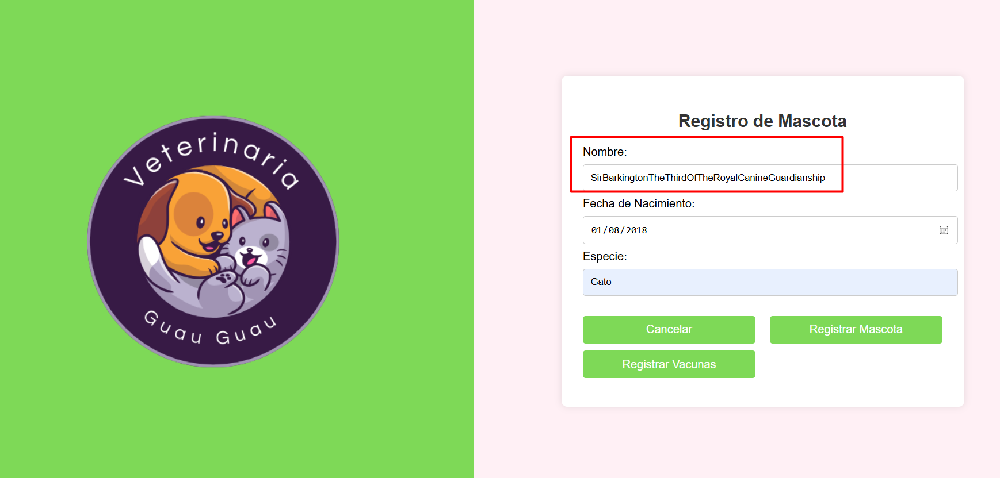 Veterinaria
Guau Guau
Registro de Mascota
Nombre:
SirBarkingtonTheThirdOfTheRoyalCanineGuardianship
Fecha de Nacimiento:
01/08/2018
Especie:
Gato
Cancelar
Registrar Mascota
Registrar Vacunas